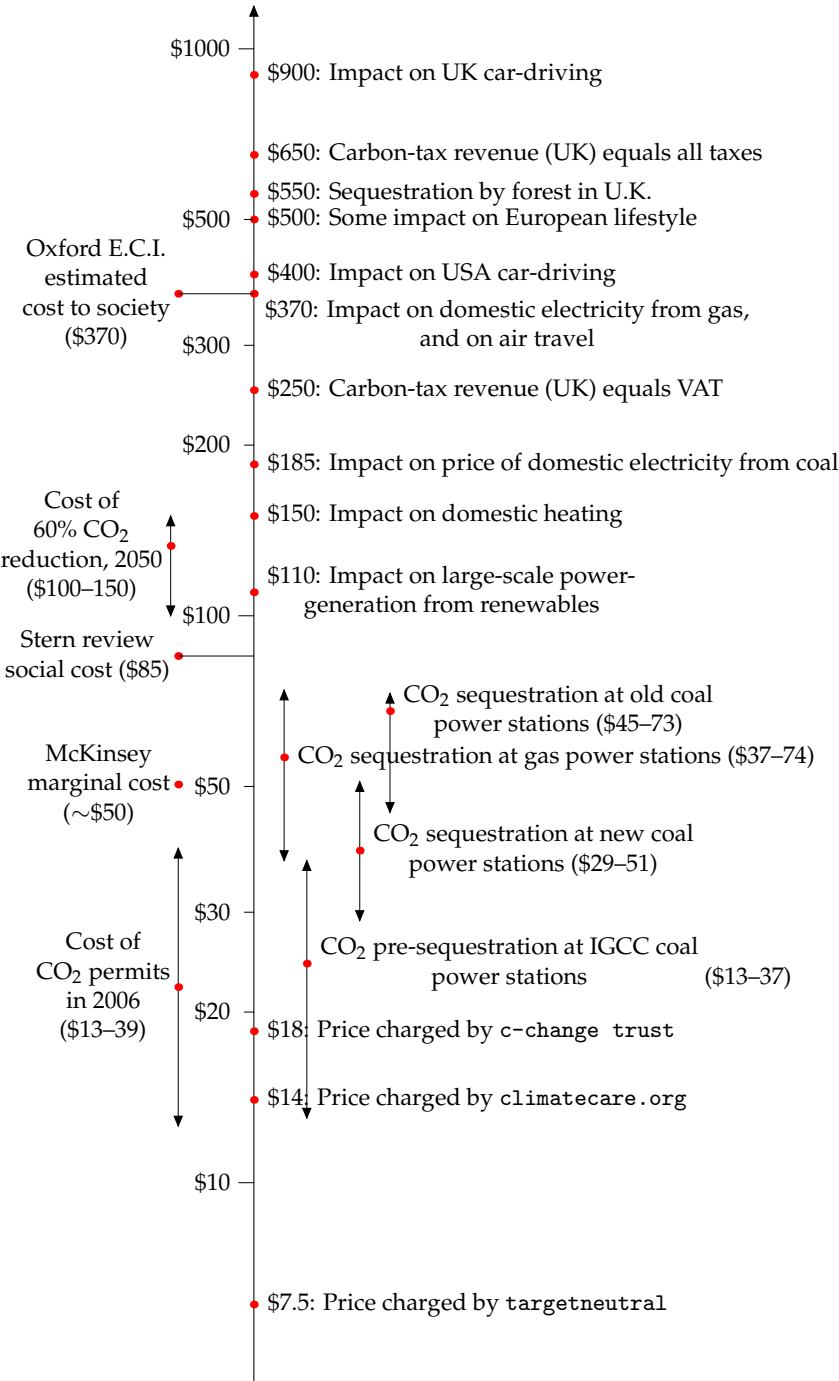 $1000
$900: Impact on UK car-driving
$650: Carbon-tax revenue (UK) equals all taxes
$550: Sequestration by forest in U.K.
$500
$500: Some impact on European lifestyle
Oxford E.C.I.
estimated
cost to society
($370)
$400: Impact on USA car-driving
$370: Impact on domestic electricity from gas,
and on air travel
$300
$250: Carbon-tax revenue (UK) equals VAT
$200
$185: Impact on price of domestic electricity from coal
Cost of
60% CO₂
reduction, 2050
($100–150)
$150: Impact on domestic heating
$110: Impact on large-scale power-
generation from renewables
$100
Stern review
social cost ($85)
CO₂ sequestration at old coal
power stations ($45–73)
CO₂ sequestration at gas power stations ($37–74)
McKinsey
marginal cost
(∼$50)
$50
CO₂ sequestration at new coal
power stations ($29–51)
$30
Cost of
CO₂ permits
in 2006
($13–39)
CO₂ pre-sequestration at IGCC coal
power stations ($13–37)
$20
$18: Price charged by c-change trust
$14: Price charged by climatecare.org
$10
$7.5: Price charged by targetneutral